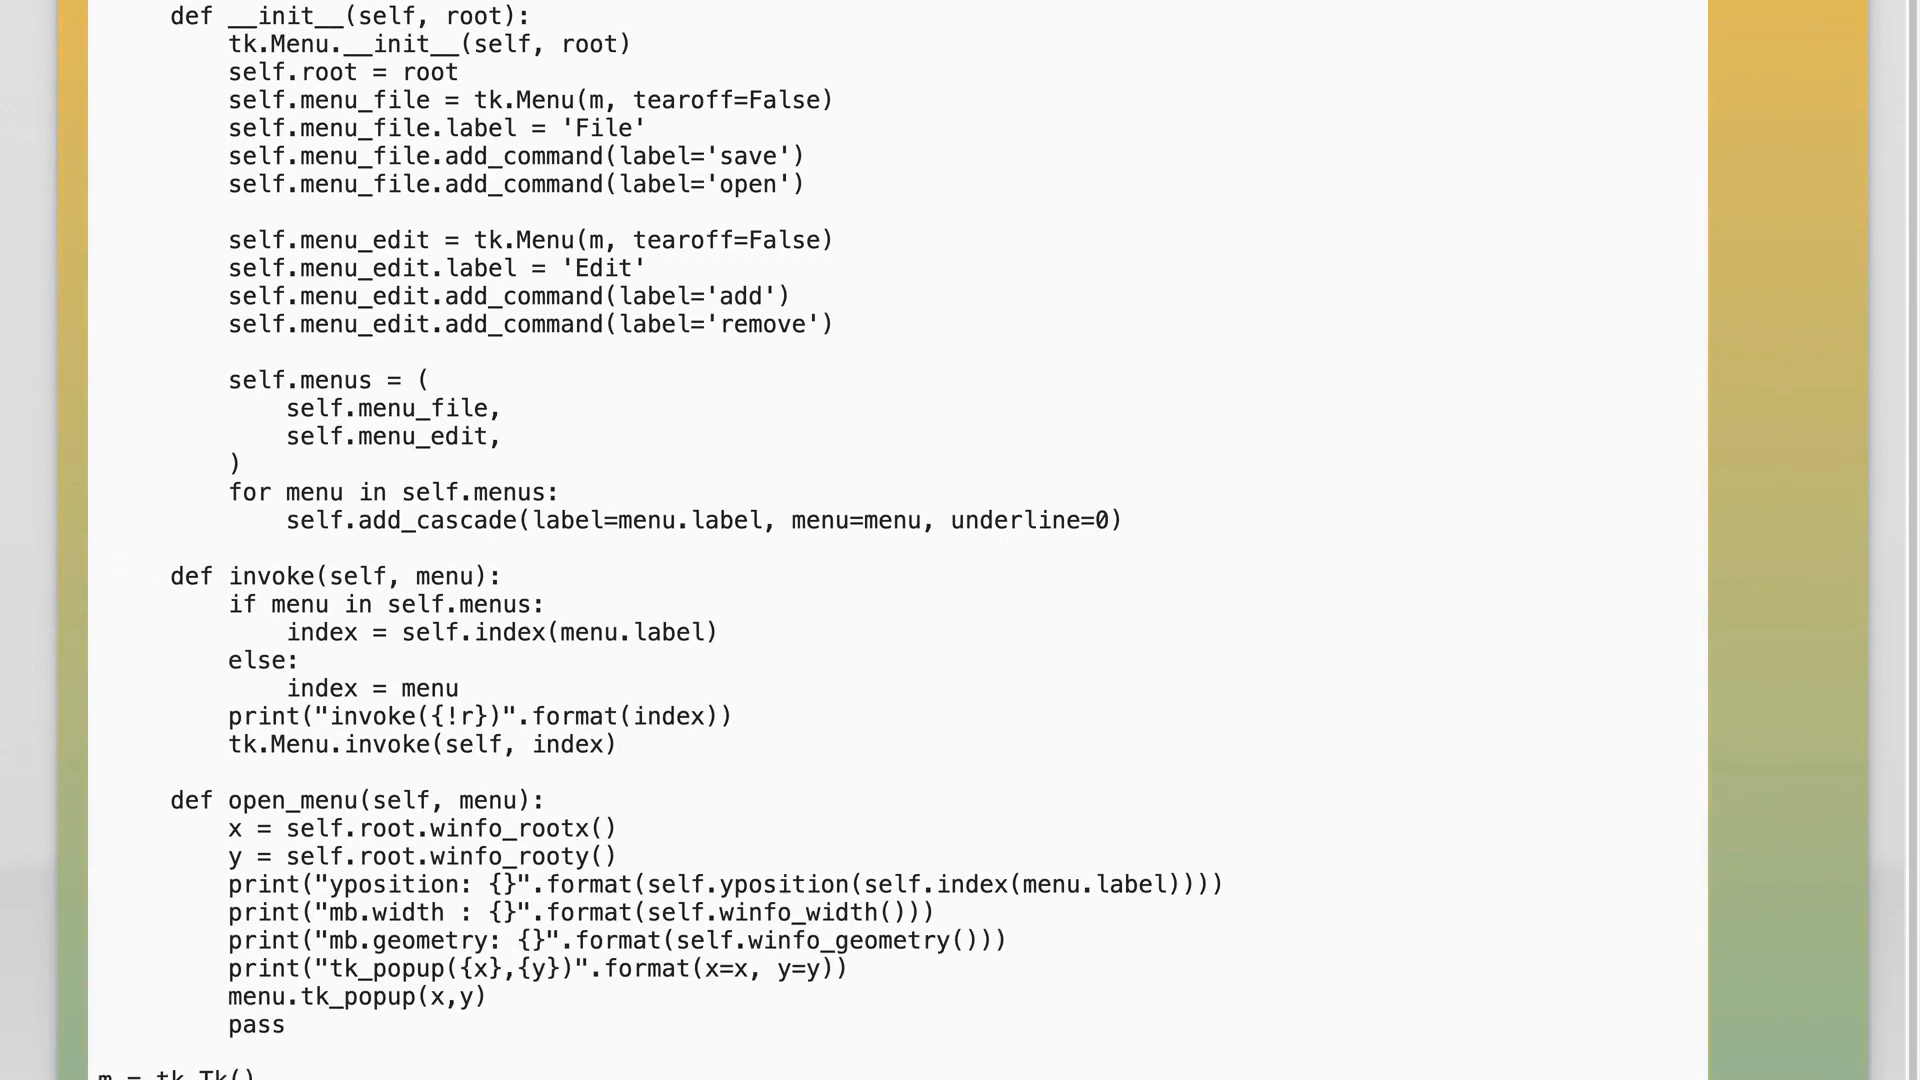 def __init__(self, root):
tk.Menu.__init__(self, root)
self.root = root
self.menu_file = tk.Menu(m, tearoff=False)
self.menu_file.label = 'File'
self.menu_file.add_command(label='save')
self.menu_file.add_command(label='open')
self.menu_edit = tk.Menu(m, tearoff=False)
self.menu_edit.label = 'Edit'
self.menu_edit.add_command(label='add')
self.menu_edit.add_command(label='remove')
self.menus = (
self.menu_file,
self.menu_edit,
)
for menu in self.menus:
self.add_cascade(label=menu.label, menu=menu, underline=0)
def invoke(self, menu):
if menu in self.menus:
index = self.index(menu.label)
else:
index = menu
print("invoke({!r})".format(index))
tk.Menu.invoke(self, index)
def open_menu(self, menu):
x = self.root.winfo_rootx()
y = self.root.winfo_rooty()
print("yposition: {}".format(self.yposition(self.index(menu.label))))
print("mb.width : {}".format(self.winfo_width()))
print("mb.geometry: {}".format(self.winfo_geometry()))
print("tk_popup({x},{y})".format(x=x, y=y))
menu.tk_popup(x,y)
pass
m = tk.Tk()